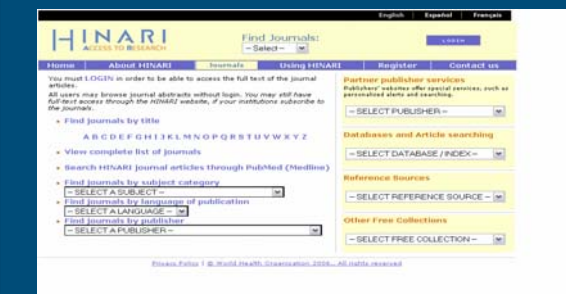 English | Español | Français
HINARI
ACCESS TO RESEARCH
Find Journals:
-- Select --
LOGIN
Home About HINARI Journals Using HINARI Register Contact us
You must LOGIN in order to be able to access the full text of the journal
articles.
All users may browse journal abstracts without login. You may still have
full-text access through the HINARI website, if your institutions subscribe to
the journals.
Find journals by title
A B C D E F G H I J K L M N O P Q R S T U V W X Y Z
View complete list of journals
Search HINARI journal articles through PubMed (Medline)
Find journals by subject category
-- SELECT A SUBJECT --
Find journals by language of publication
-- SELECT A LANGUAGE --
Find journals by publisher
-- SELECT A PUBLISHER --
Partner publisher services
Publishers' websites offer special services, such as
personalized alerts and searching.
-- SELECT PUBLISHER --
Databases and Article searching
-- SELECT DATABASE / INDEX --
Reference Sources
-- SELECT REFERENCE SOURCE --
Other Free Collections
-- SELECT FREE COLLECTION --
Privacy Policy | © World Health Organization 2006. All rights reserved